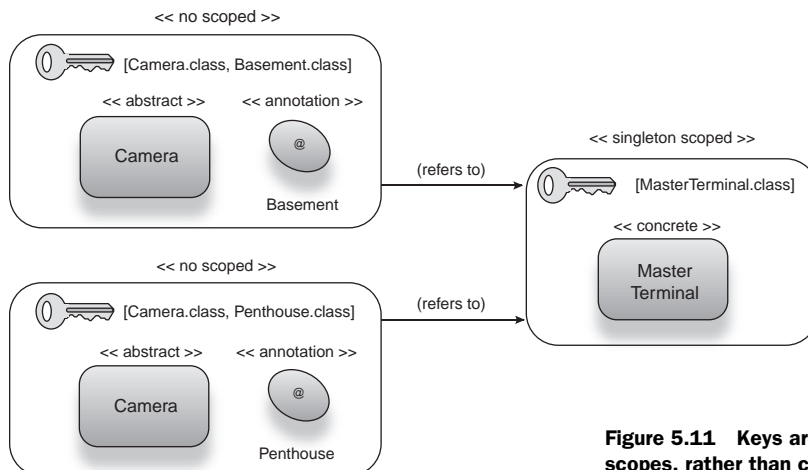 << no scoped >>
[Camera.class, Basement.class]
<< abstract >>
<< annotation >>
Camera
@
Basement
(refers to)
<< singleton scoped >>
[MasterTerminal.class]
<< concrete >>
Master
Terminal
<< no scoped >>
[Camera.class, Penthouse.class]
<< abstract >>
<< annotation >>
Camera
@
Penthouse
(refers to)
Figure 5.11 Keys ar
scopes, rather than c